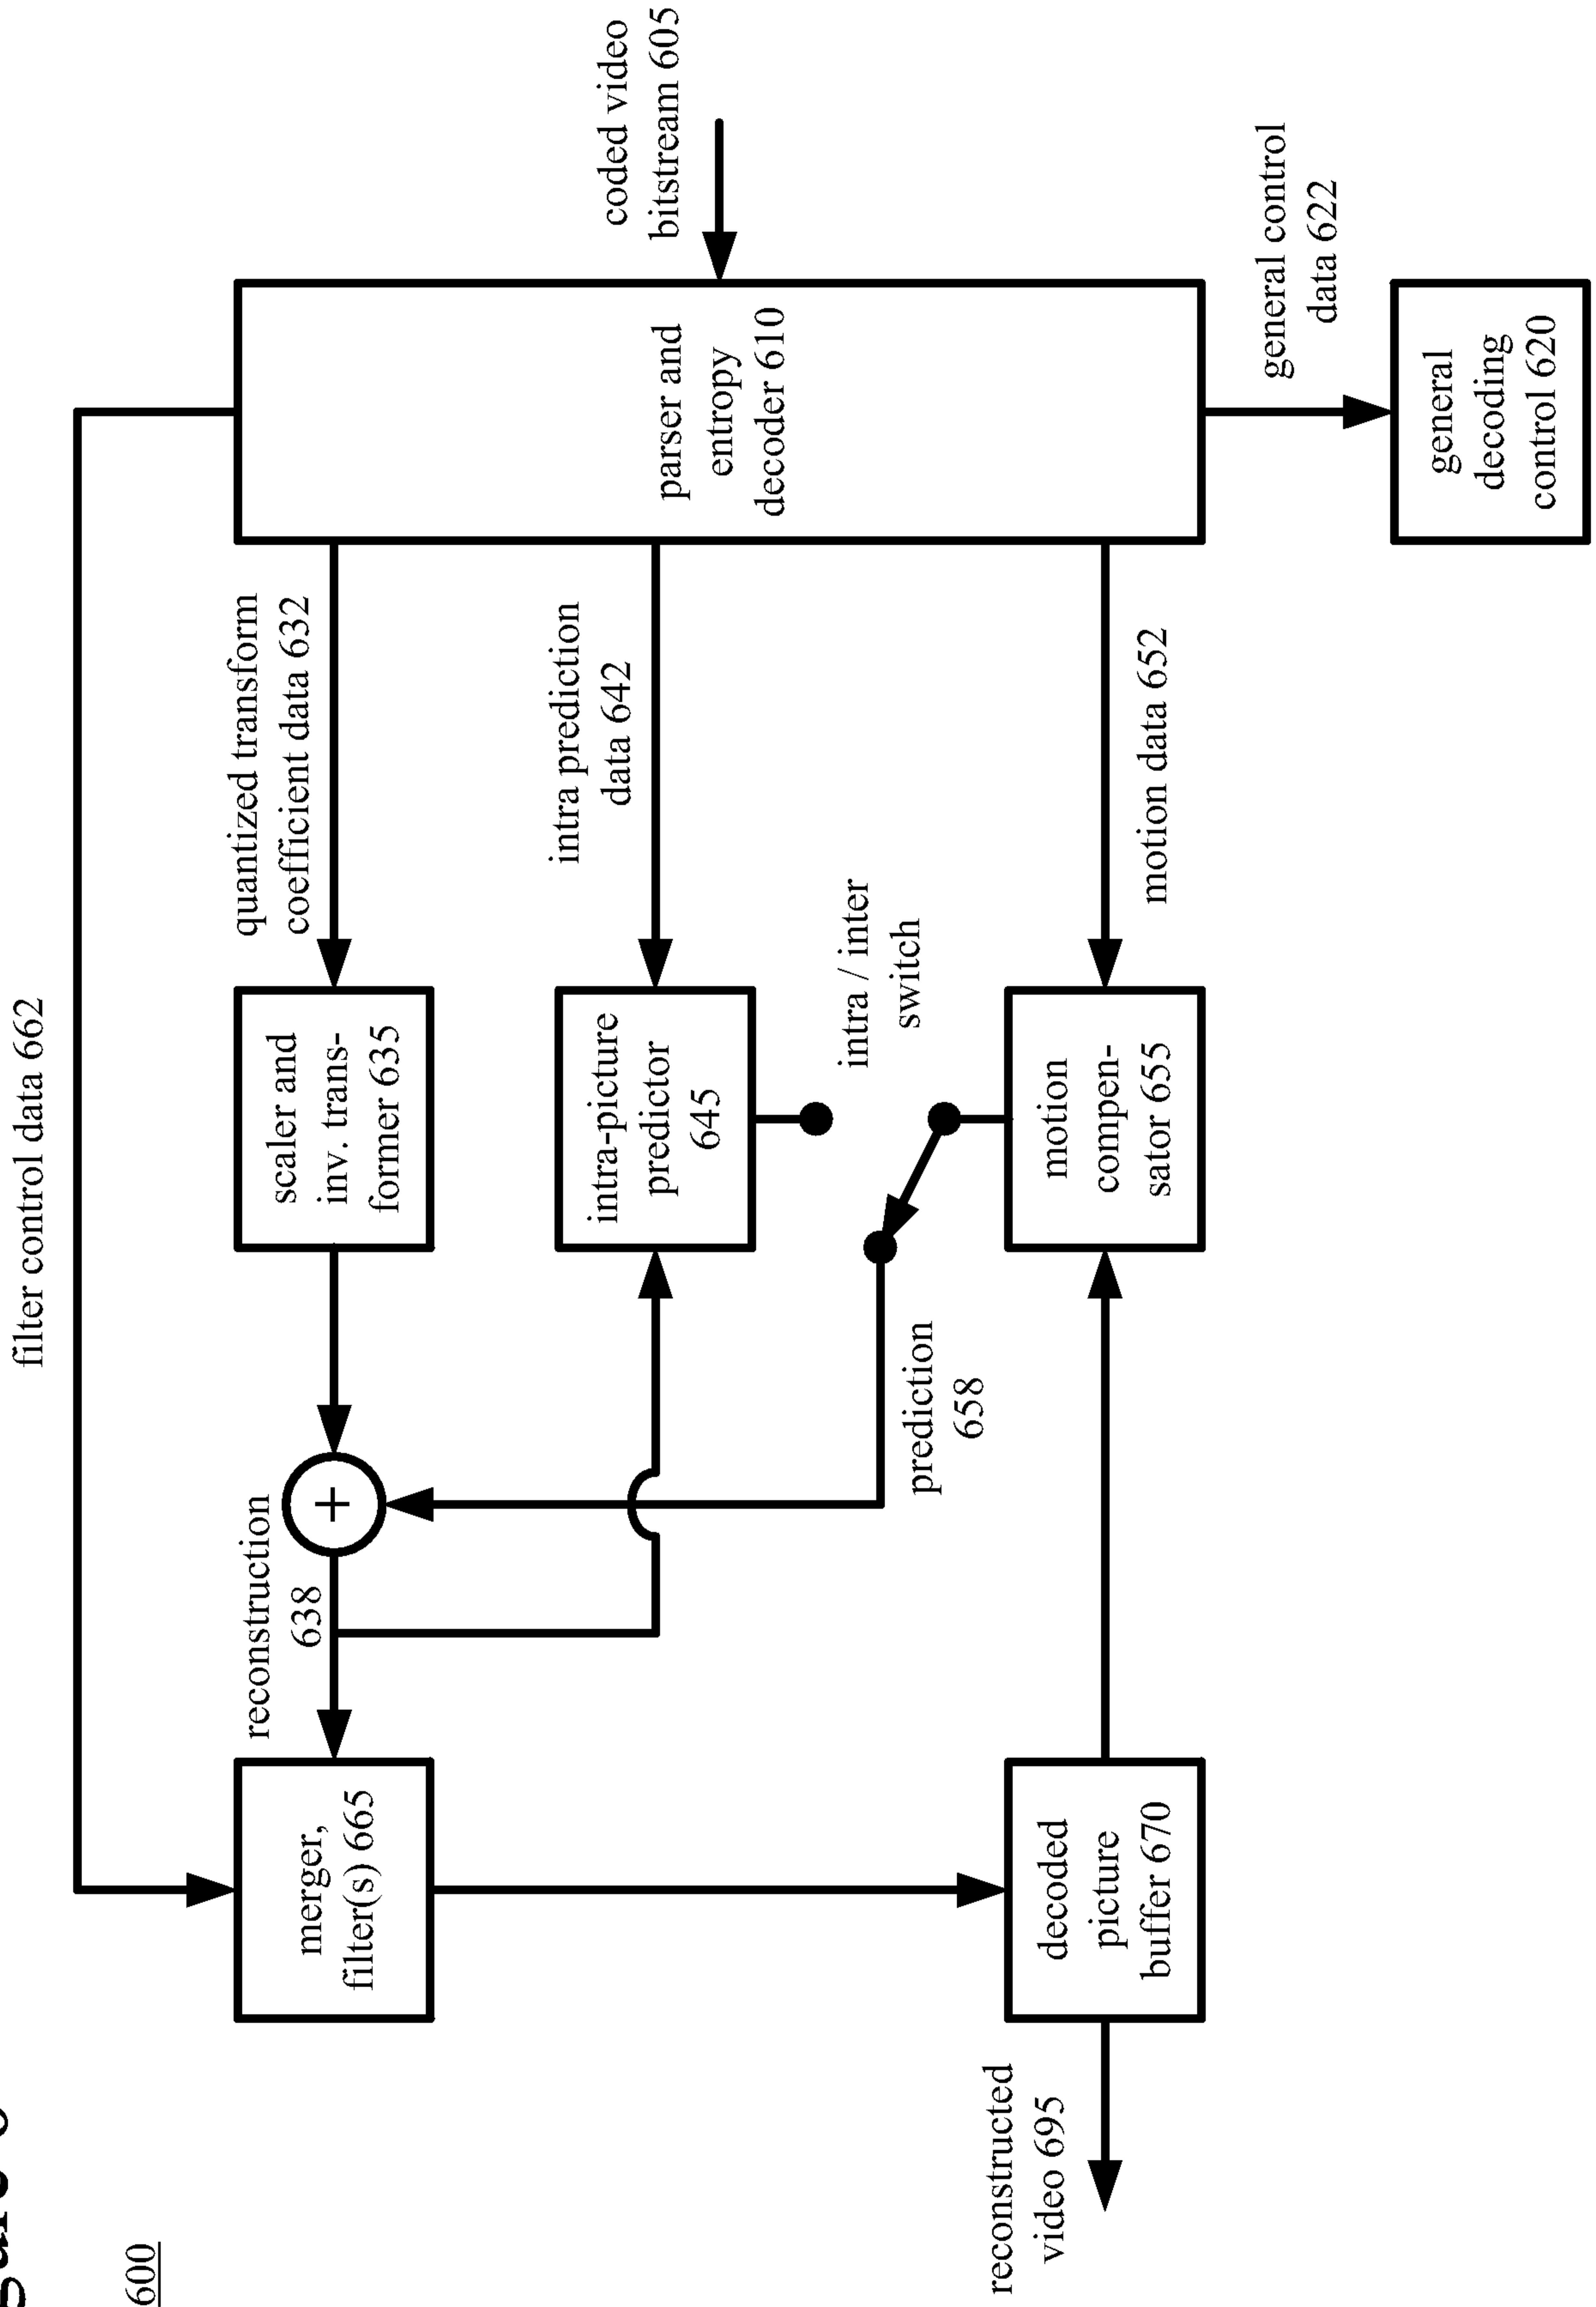 600
filter control data 662
quantized transform
coefficient data 632
coded video
bitstream 605
reconstruction
638
+
merger,
filter(s) 665
scaler and
inv. trans-
former 635
intra prediction
data 642
parser and
entropy
decoder 610
intra-picture
predictor
645
intra / inter
switch
prediction
658
motion data 652
reconstructed
video 695
decoded
picture
buffer 670
motion
compen-
sator 655
general control
data 622
general
decoding
control 620